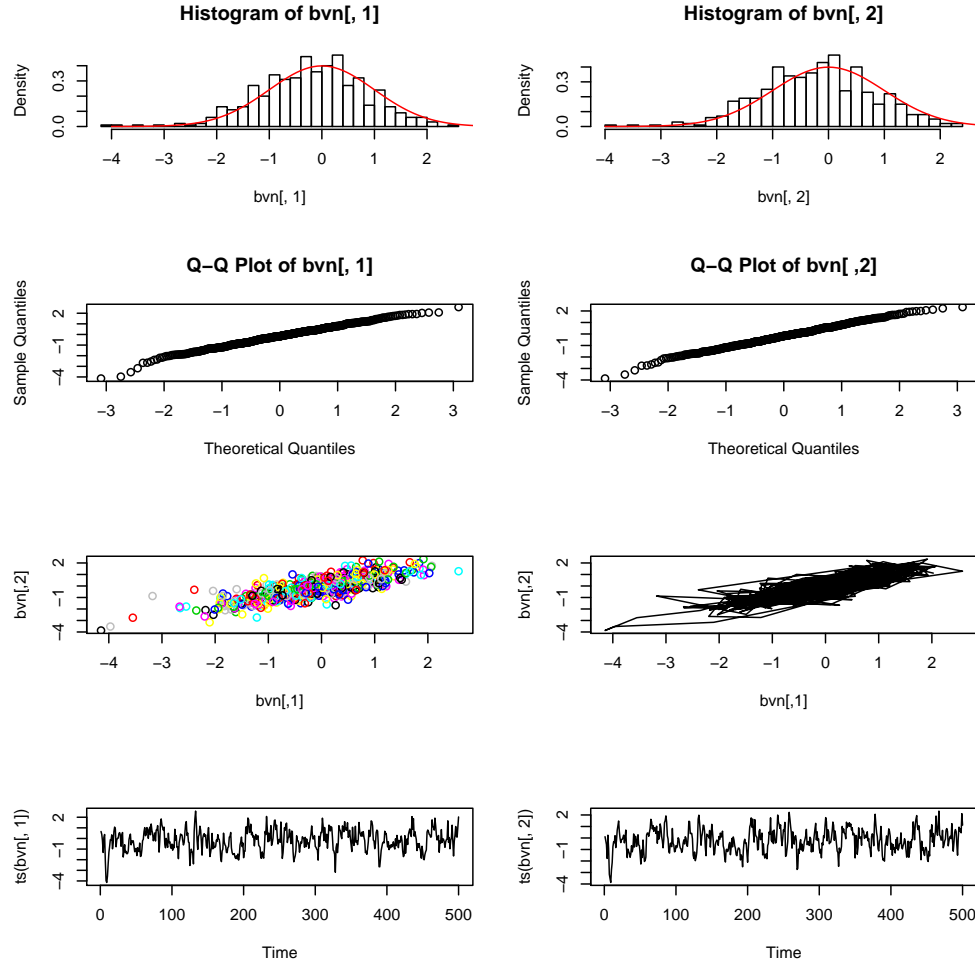 Histogram of bvn[, 1]
Density
0.0 0.3
−4 −3 −2 −1 0 1 2
bvn[, 1]
Histogram of bvn[, 2]
Density
0.0 0.3
−4 −3 −2 −1 0 1 2
bvn[, 2]
Q−Q Plot of bvn[, 1]
Sample Quantiles
−4 −1 2
−3 −2 −1 0 1 2 3
Theoretical Quantiles
Q−Q Plot of bvn[ ,2]
Sample Quantiles
−4 −1 2
−3 −2 −1 0 1 2 3
Theoretical Quantiles
bvn[,2]
−4 −1 2
−4 −3 −2 −1 0 1 2
bvn[,1]
bvn[,2]
−4 −1 2
−4 −3 −2 −1 0 1 2
bvn[,1]
ts(bvn[, 1])
−4 −1 2
0 100 200 300 400 500
Time
ts(bvn[, 2])
−4 −1 2
0 100 200 300 400 500
Time